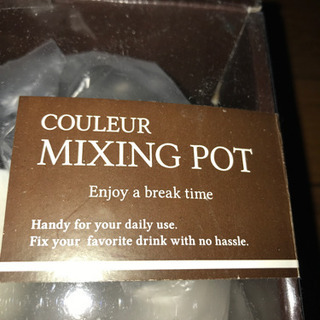 COULEUR
MIXING POT
Enjoy a break time
Handy for your daily use.
Fix your favorite drink with no hassle.